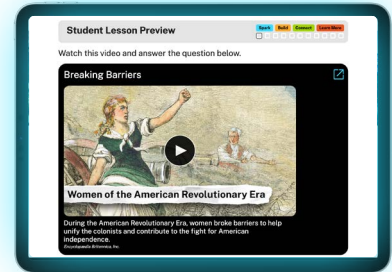 Student Lesson Preview
Spark Build Connect Learn More
Watch this video and answer the question below.
Breaking Barriers
Women of the American Revolutionary Era
During the American Revolutionary Era, women broke barriers to help
unify the colonists and contribute to the fight for American
independence.
Encyclopædia Britannica, Inc.